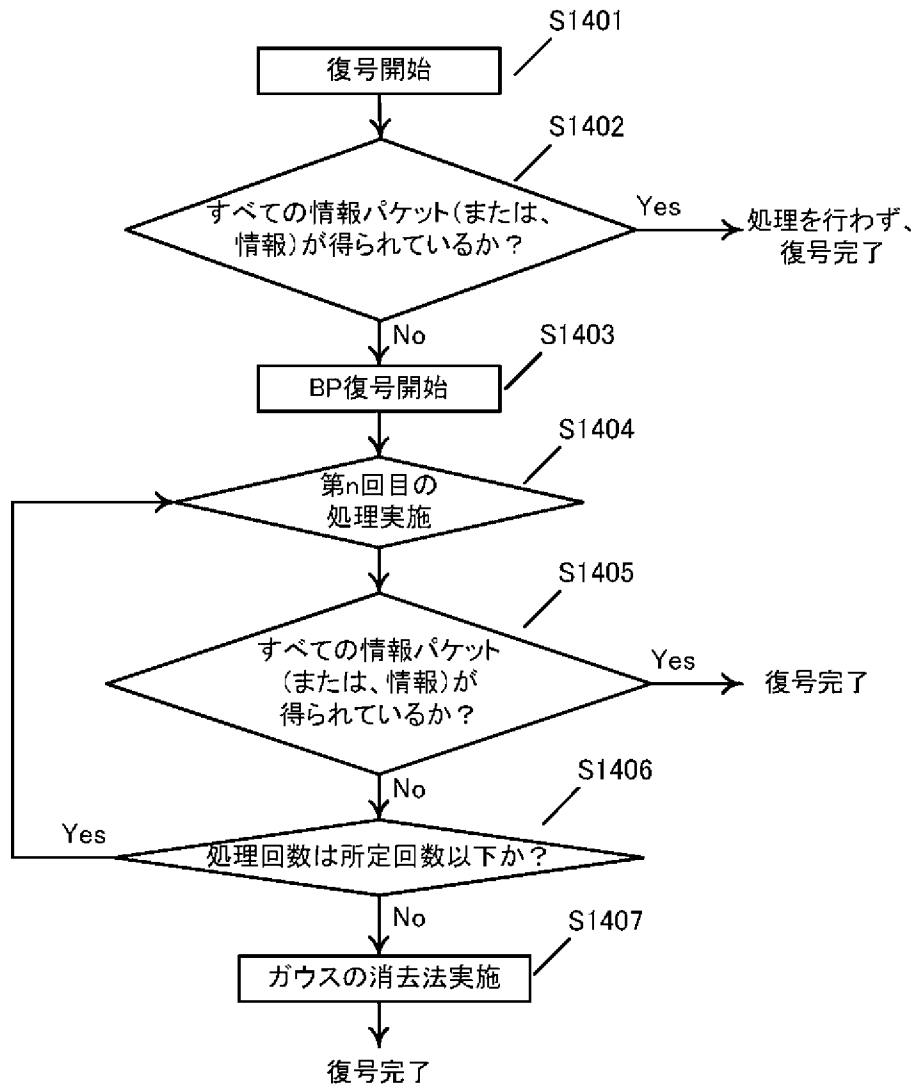 S1401
復号開始
S1402
すべての情報パケット(または、
情報)が得られているか?
Yes
処理を行わず、
復号完了
No
S1403
BP復号開始
S1404
第n回目の
処理実施
S1405
すべての情報パケット
(または、情報)が
得られているか?
Yes
復号完了
No
S1406
Yes
処理回数は所定回数以下か?
No
S1407
ガウスの消去法実施
復号完了